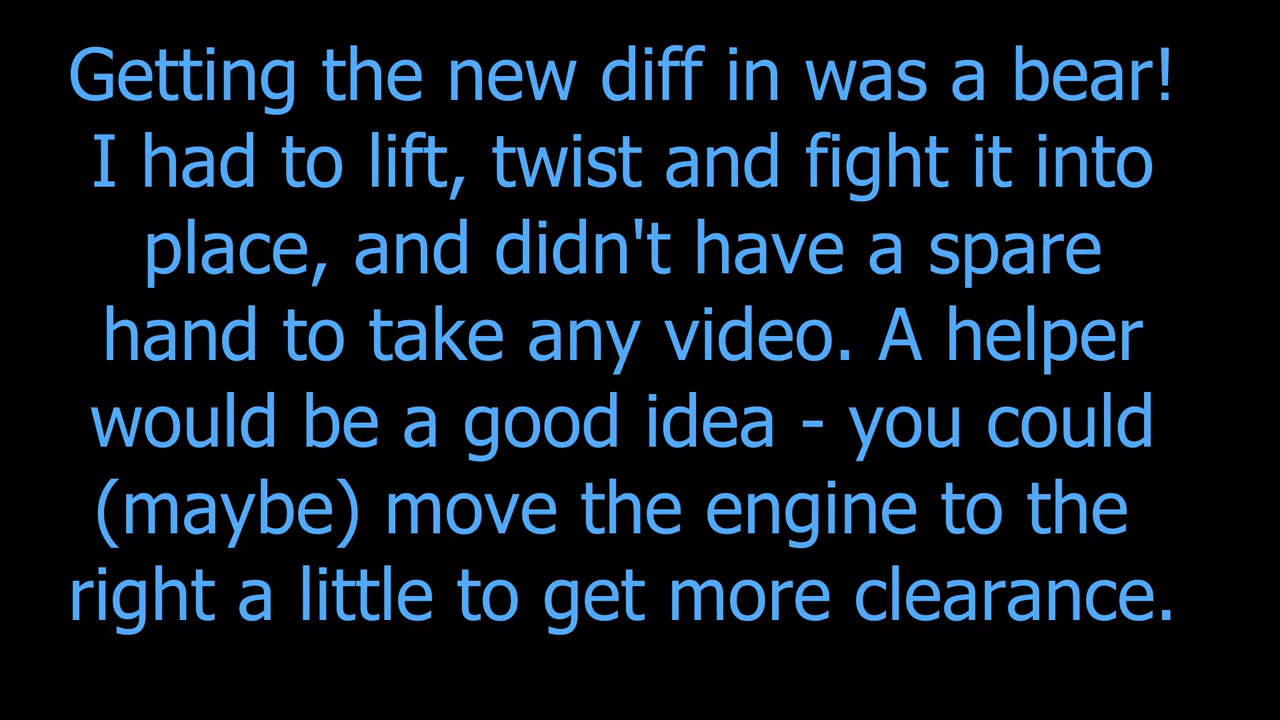 Getting the new diff in was a bear!
I had to lift, twist and fight it into
place, and didn't have a spare
hand to take any video. A helper
would be a good idea - you could
(maybe) move the engine to the
right a little to get more clearance.